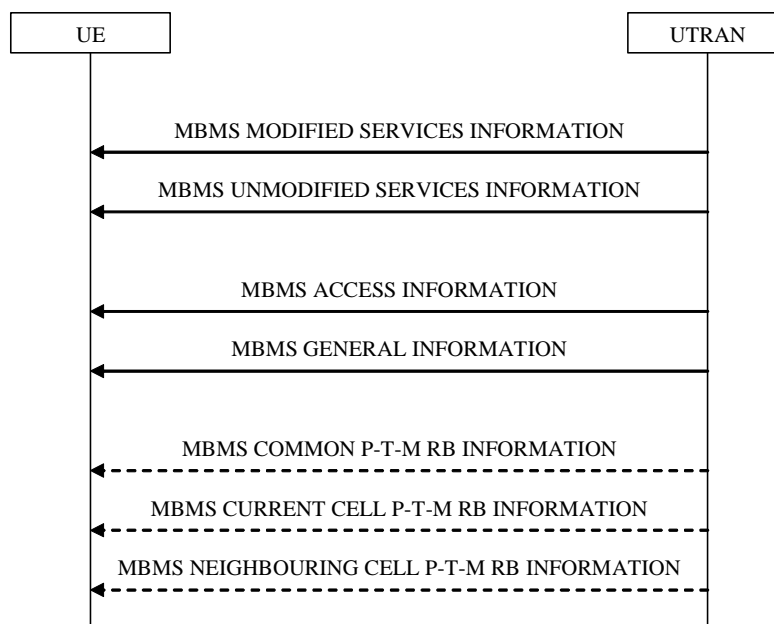 UE
UTRAN
MBMS MODIFIED SERVICES INFORMATION
MBMS UNMODIFIED SERVICES INFORMATION
MBMS ACCESS INFORMATION
MBMS GENERAL INFORMATION
MBMS COMMON P-T-M RB INFORMATION
MBMS CURRENT CELL P-T-M RB INFORMATION
MBMS NEIGHBOURING CELL P-T-M RB INFORMATION